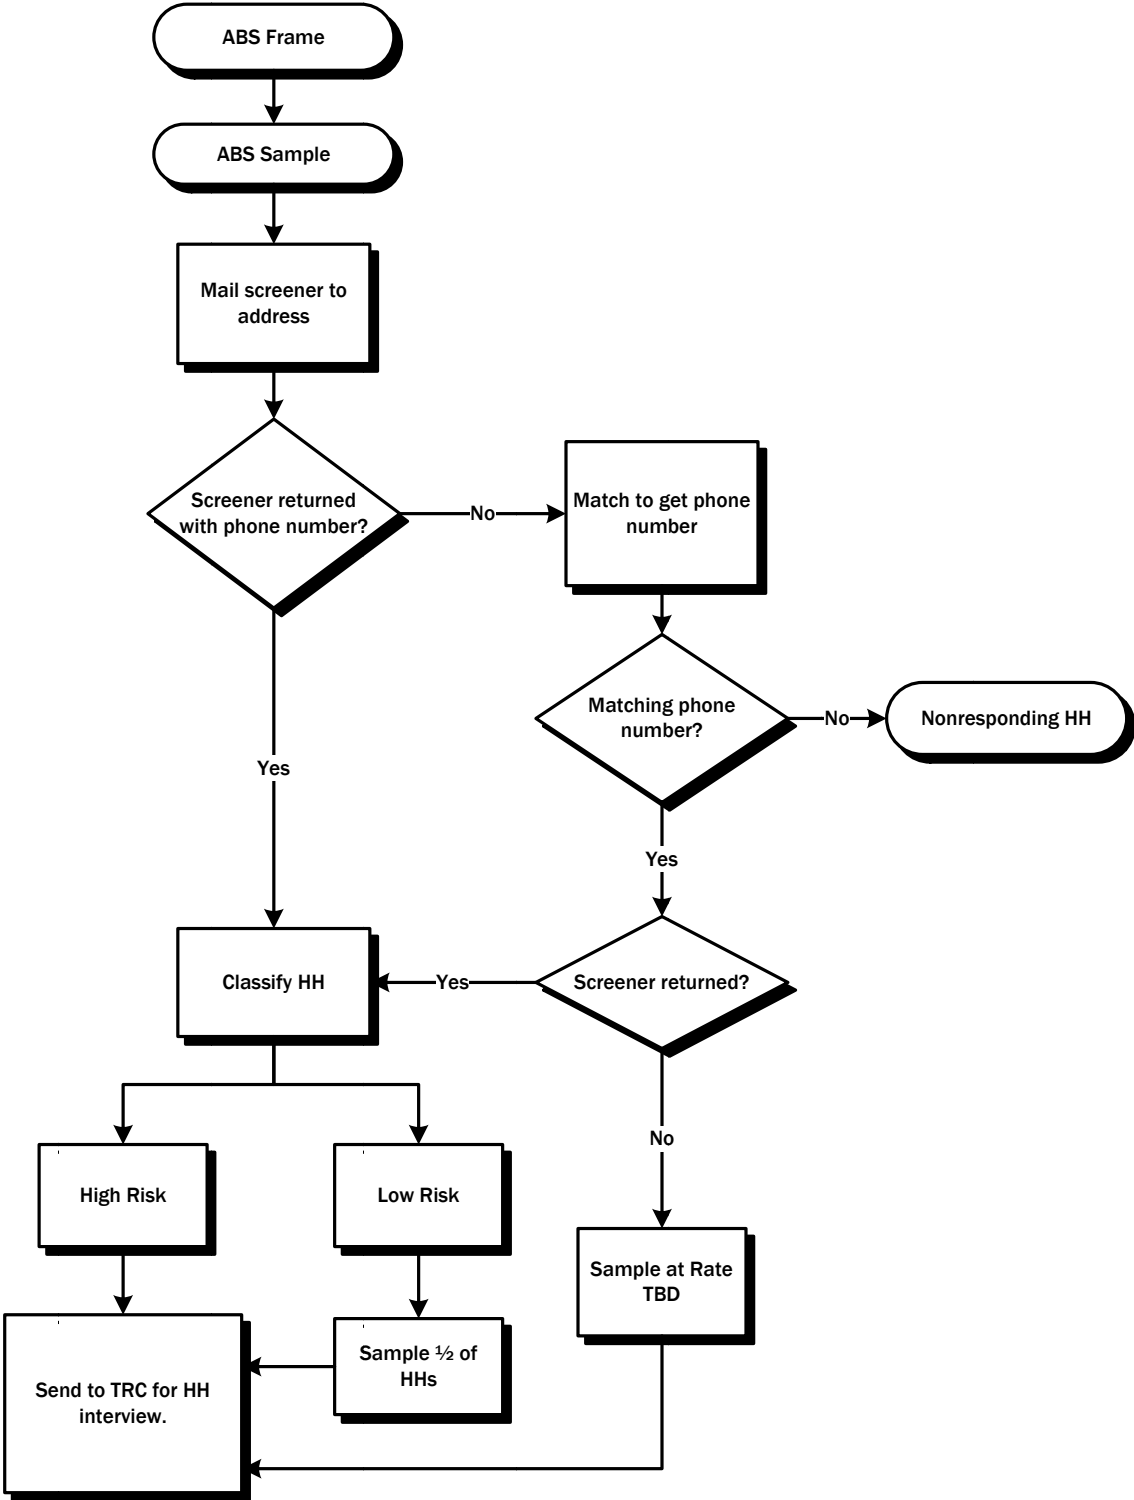 ABS Frame
ABS Sample
Mail screener to
address
Screener returned
with phone number?
No
Match to get phone
number
Matching phone
number?
No
Nonresponding HH
Yes
Yes
Classify HH
Yes
Screener returned?
No
High Risk
Low Risk
Sample at Rate
TBD
Sample ½ of
HHs
Send to TRC for HH
interview.